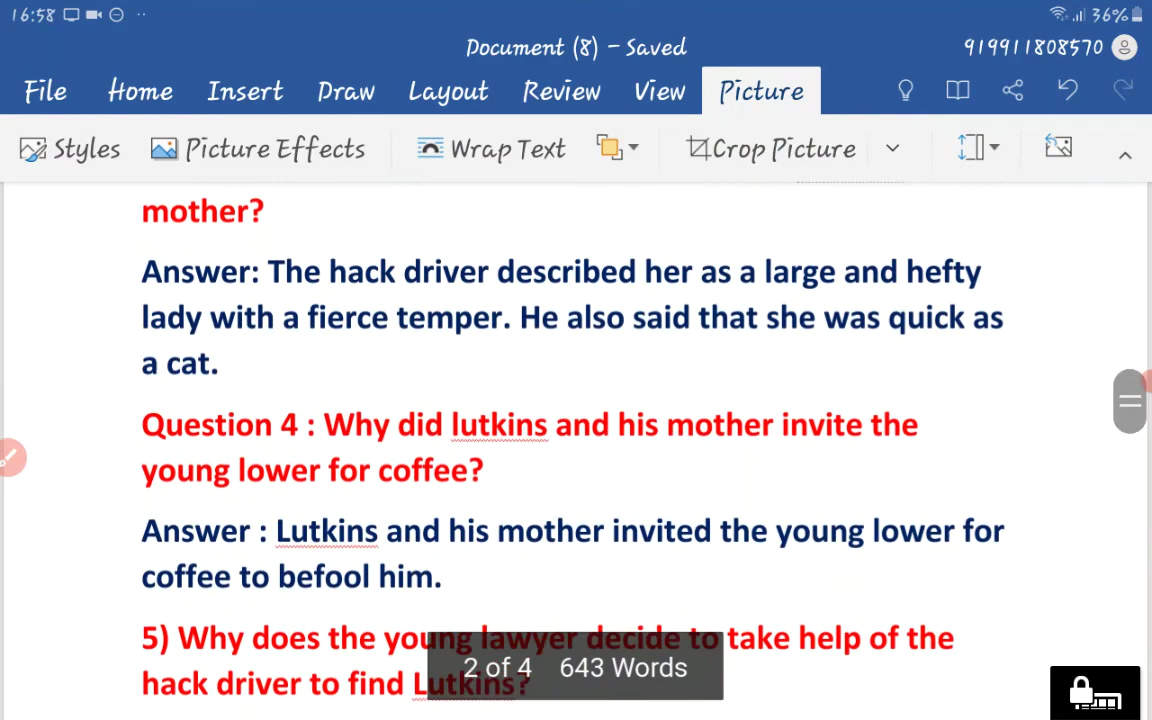 16:58
36%
Document (8) - Saved
919911808570
File Home Insert Draw Layout Review View Picture
Styles Picture Effects Wrap Text Crop Picture
mother?
Answer: The hack driver described her as a large and hefty
lady with a fierce temper. He also said that she was quick as
a cat.
Question 4 : Why did lutkins and his mother invite the
young lower for coffee?
Answer : Lutkins and his mother invited the young lower for
coffee to befool him.
5) Why does the young lawyer decide to take help of the
hack driver to find Lutkins?
2 of 4 643 Words